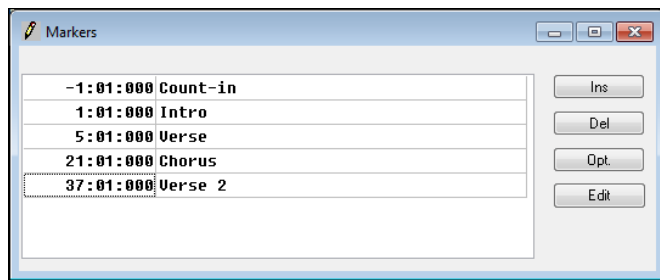 Markers
-1:01:000 Count-in
1:01:000 Intro
5:01:000 Verse
21:01:000 Chorus
37:01:000 Verse 2
Ins
Del
Opt.
Edit